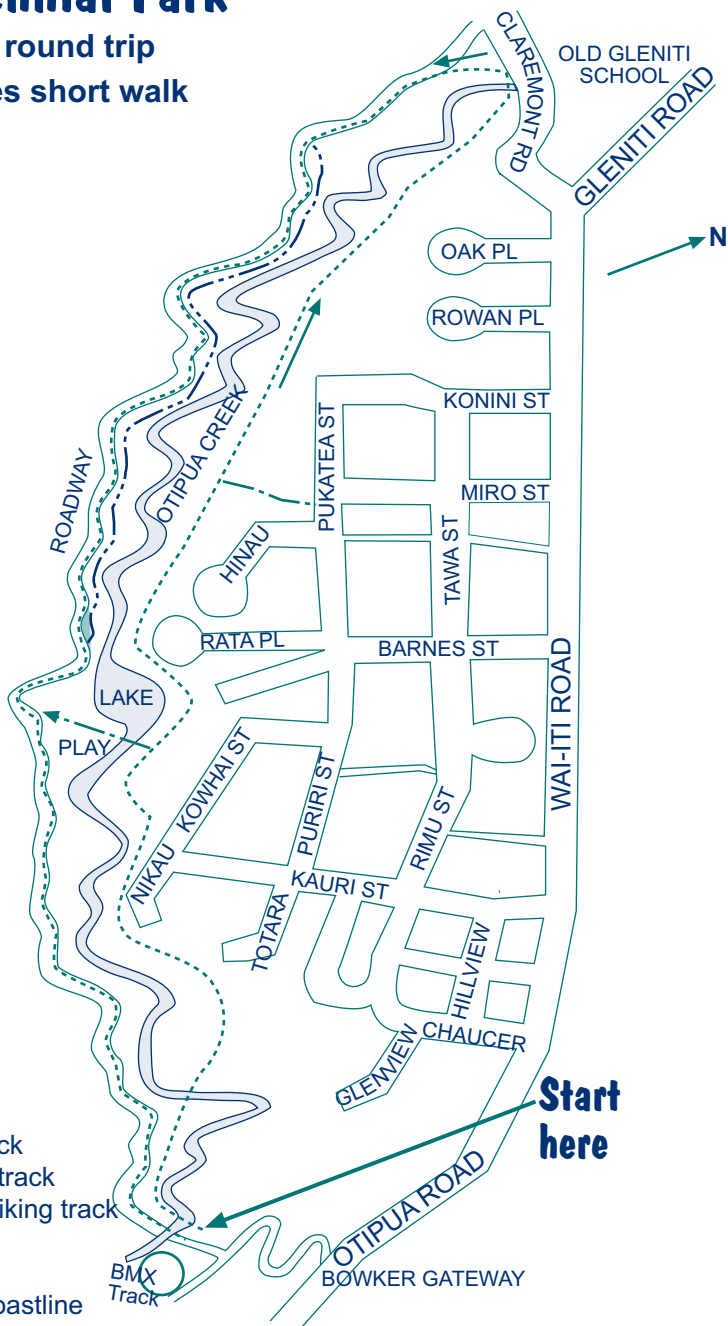 round trip
short walk
CLAREMONT RD
OLD GLENITI
SCHOOL
GLENITI ROAD
N
OAK PL
ROWAN PL
KONINI ST
PUKATEA ST
OTIPUA CREEK
ROADWAY
MIRO ST
TAWA ST
HINAU
RATA PL
BARNES ST
WAI-ITI ROAD
LAKE
PLAY
KOWHAI ST
PURIRI ST
RIMU ST
NIKAU
KAURI ST
TOTARA
HILLVIEW
CHAUCER
GLENVIEW
Start
here
track
iking track
OTIPUA ROAD
BOWKER GATEWAY
BMX
Track
oastline